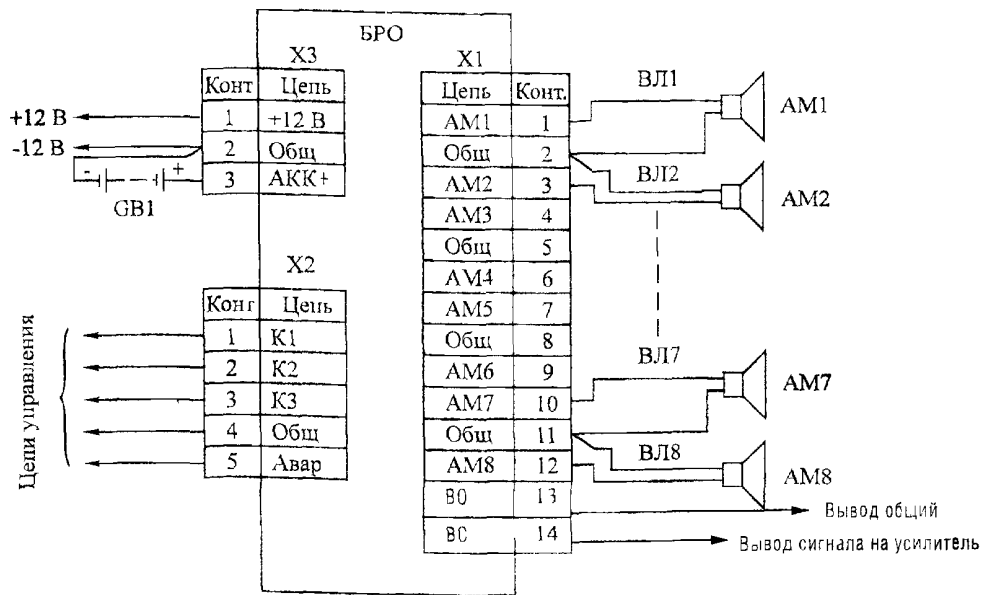 БРО
X3
Конт Цепь
1 +12 В
2 Общ
3 АКК+
+12 В
-12 В
- +
GB1
X2
Конт Цепь
1 К1
2 К2
3 К3
4 Общ
5 Авар
Цепи управления
X1
Цепь Конт.
АМ1 1
Общ 2
АМ2 3
АМ3 4
Общ 5
АМ4 6
АМ5 7
Общ 8
АМ6 9
АМ7 10
Общ 11
АМ8 12
ВО 13
ВС 14
ВЛ1
АМ1
ВЛ2
АМ2
ВЛ7
АМ7
ВЛ8
АМ8
Вывод общий
Вывод сигнала на усилитель